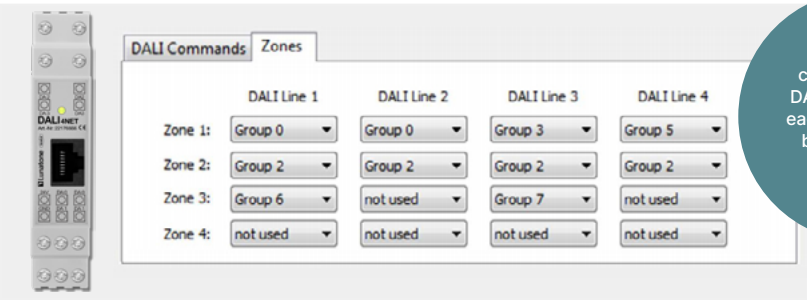 DALI 4NET
Lunatone
DALI Commands Zones
DALI Line 1 DALI Line 2 DALI Line 3 DALI Line 4
Zone 1: Group 0 Group 0 Group 3 Group 5
Zone 2: Group 2 Group 2 Group 2 Group 2
Zone 3: Group 6 not used Group 7 not used
Zone 4: not used not used not used not used